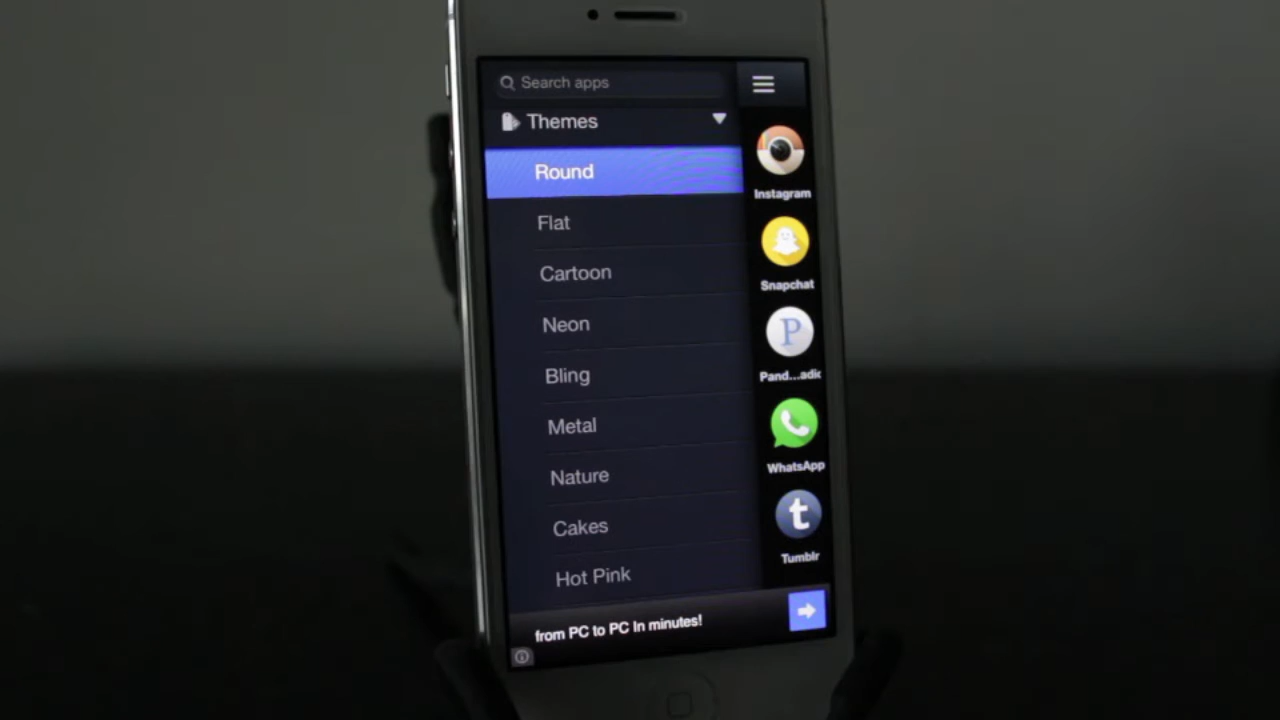 Search apps
Themes
Round
Flat
Cartoon
Neon
Bling
Metal
Nature
Cakes
Hot Pink
Instagram
Snapchat
P
Pand...adio
WhatsApp
t
Tumblr
from PC to PC In minutes!